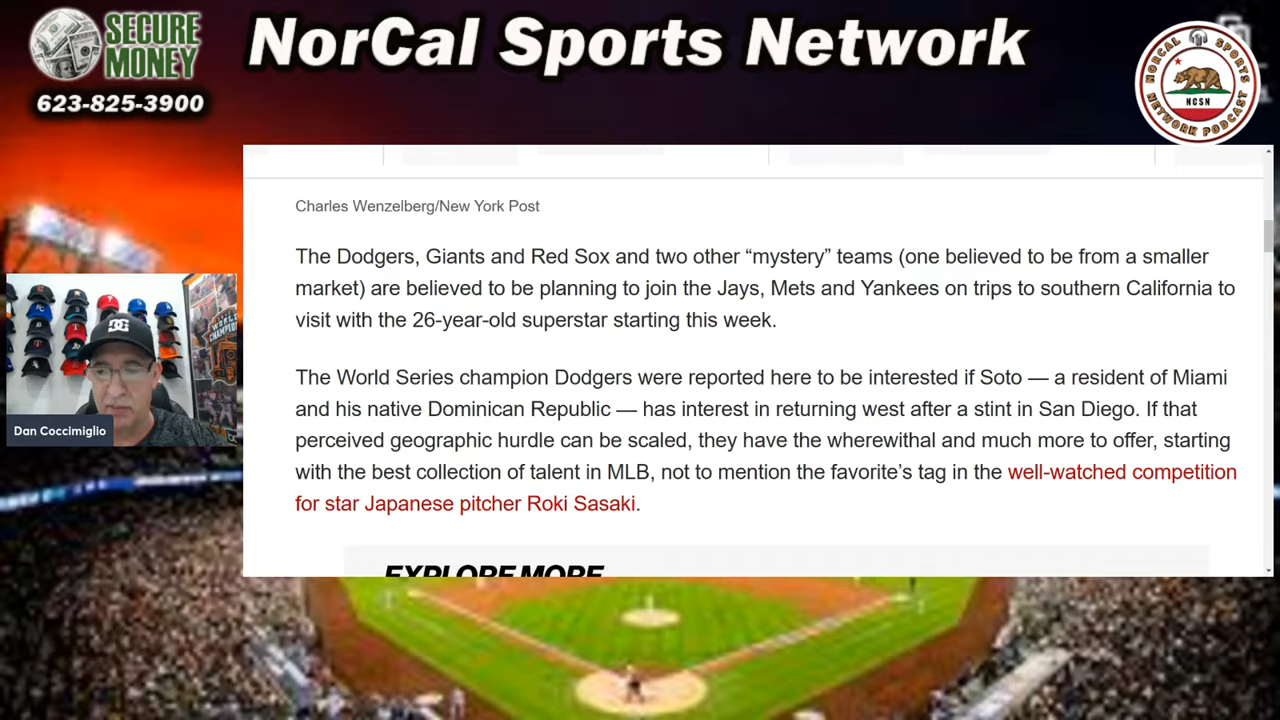 SECURE
MONEY
623-825-3900
NorCal Sports Network
NORCAL SPORTS
NCSN
NETWORK PODCAST
Charles Wenzelberg/New York Post
The Dodgers, Giants and Red Sox and two other “mystery” teams (one believed to be from a smaller
market) are believed to be planning to join the Jays, Mets and Yankees on trips to southern California to
visit with the 26-year-old superstar starting this week.
The World Series champion Dodgers were reported here to be interested if Soto — a resident of Miami
and his native Dominican Republic — has interest in returning west after a stint in San Diego. If that
perceived geographic hurdle can be scaled, they have the wherewithal and much more to offer, starting
with the best collection of talent in MLB, not to mention the favorite’s tag in the well-watched competition
for star Japanese pitcher Roki Sasaki.
EXPLORE MORE
Dan Coccimiglio